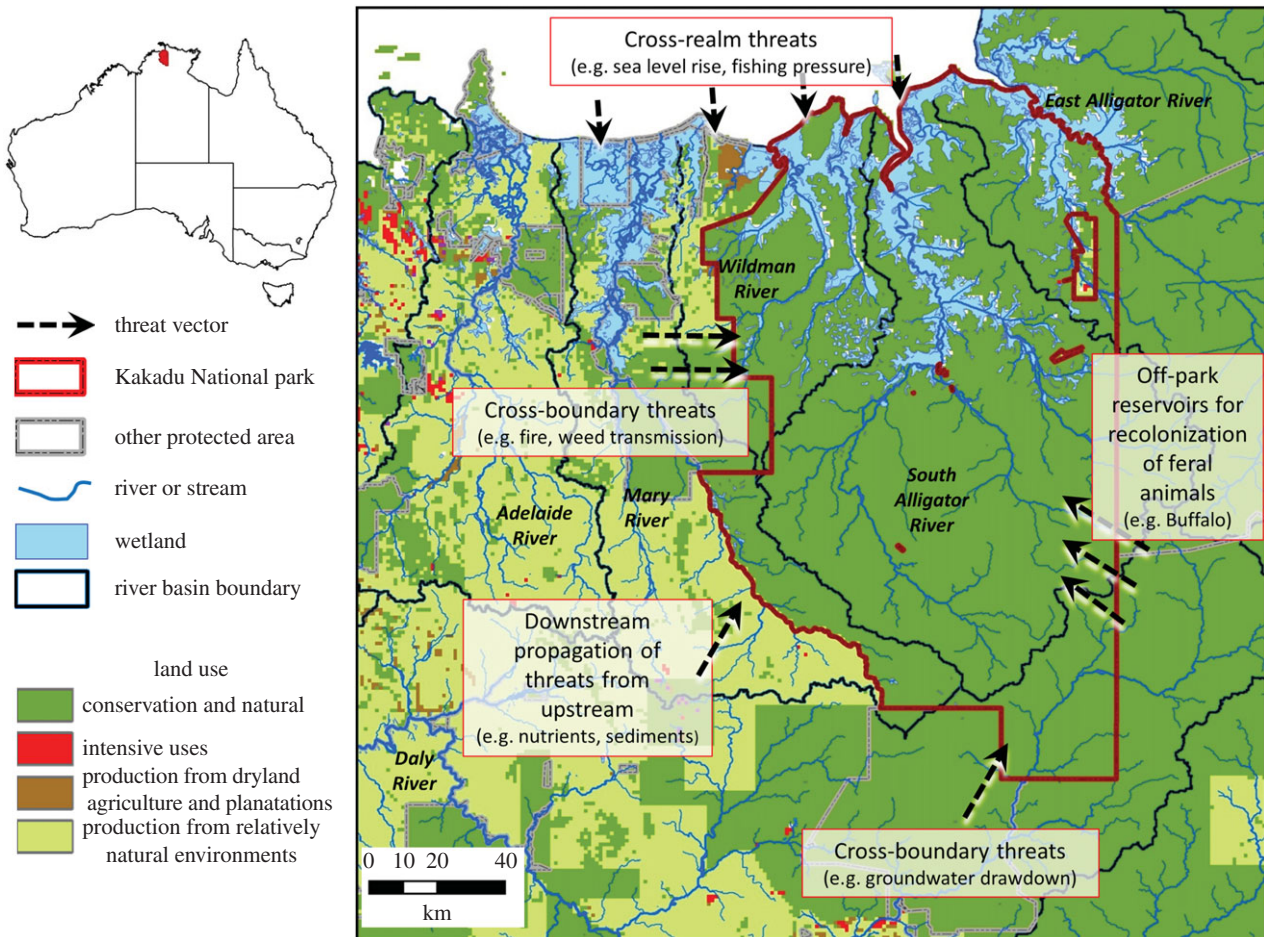 threat vector
Kakadu National park
other protected area
river or stream
wetland
river basin boundary
land use
conservation and natural
intensive uses
production from dryland
agriculture and planatations
production from relatively
natural environments
Cross-realm threats
(e.g. sea level rise, fishing pressure)
East Alligator River
Wildman
River
Cross-boundary threats
(e.g. fire, weed transmission)
Off-park
reservoirs for
recolonization
of feral
animals
(e.g. Buffalo)
South
Alligator
River
Mary
River
Adelaide
River
Downstream
propagation of
threats from
upstream
(e.g. nutrients, sediments)
Daly
River
Cross-boundary threats
(e.g. groundwater drawdown)
0 10 20 40
km